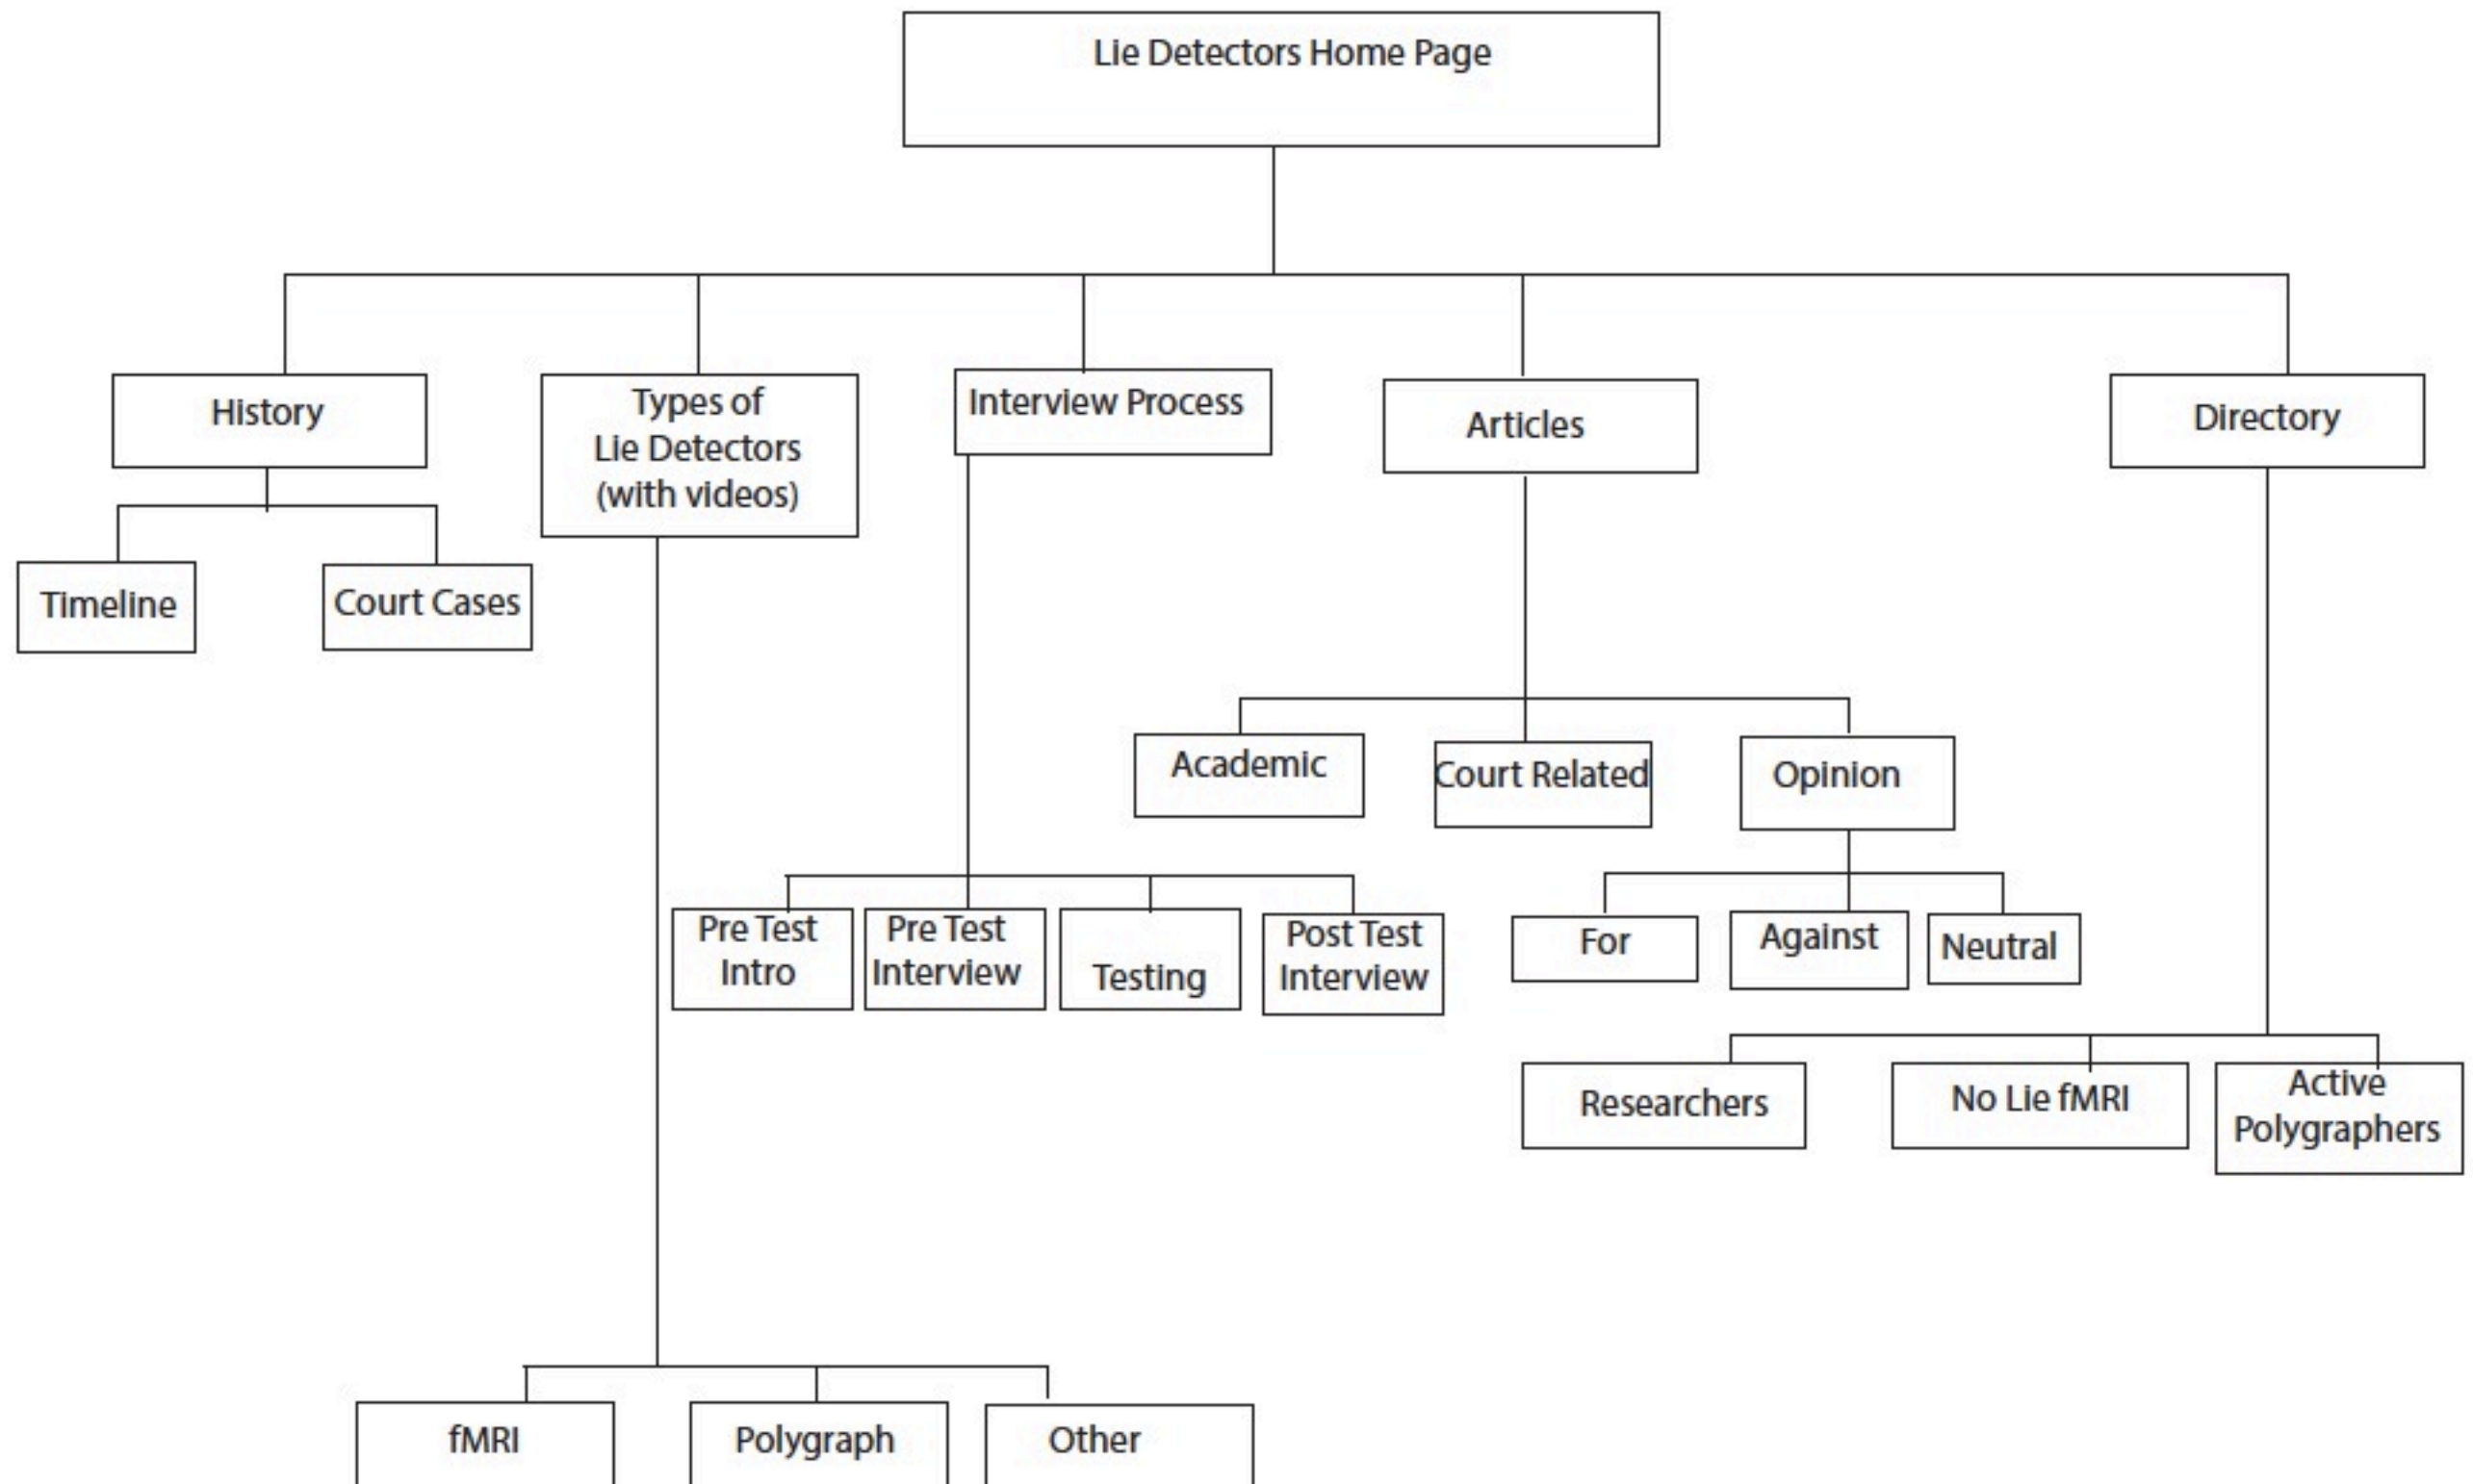 Lie Detectors Home Page
History
Types of
Lie Detectors
(with videos)
Interview Process
Articles
Directory
Timeline
Court Cases
Academic
Court Related
Opinion
Pre Test
Intro
Pre Test
Interview
Testing
Post Test
Interview
For
Against
Neutral
Researchers
No Lie fMRI
Active
Polygraphers
fMRI
Polygraph
Other